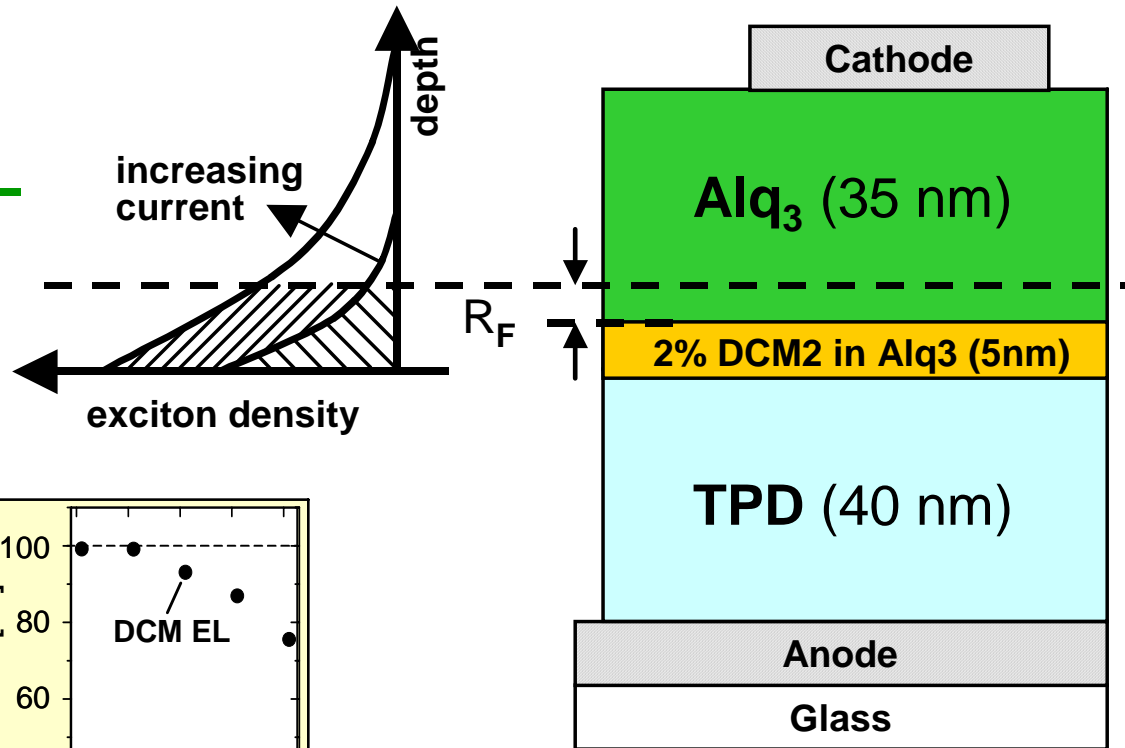 depth
increasing
current
exciton density
R_F
Cathode
Alq₃ (35 nm)
2% DCM2 in Alq3 (5nm)
TPD (40 nm)
Anode
Glass
100
80
60
DCM EL